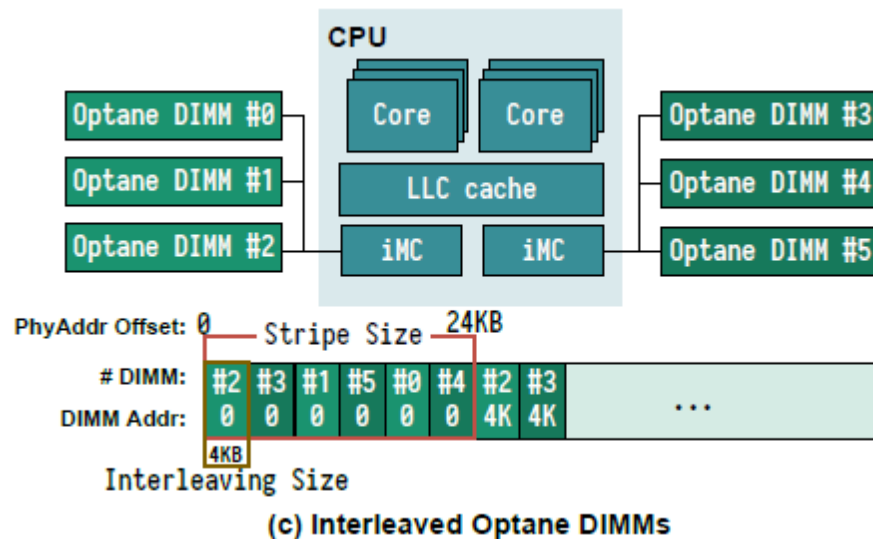 CPU
Optane DIMM #0
Optane DIMM #1
Optane DIMM #2
Core
Core
LLC cache
iMC
iMC
Optane DIMM #3
Optane DIMM #4
Optane DIMM #5
PhyAddr Offset: 0 24KB
Stripe Size
# DIMM: #2 #3 #1 #5 #0 #4 #2 #3
DIMM Addr: 0 0 0 0 0 0 4K 4K ...
4KB
Interleaving Size
(c) Interleaved Optane DIMMs